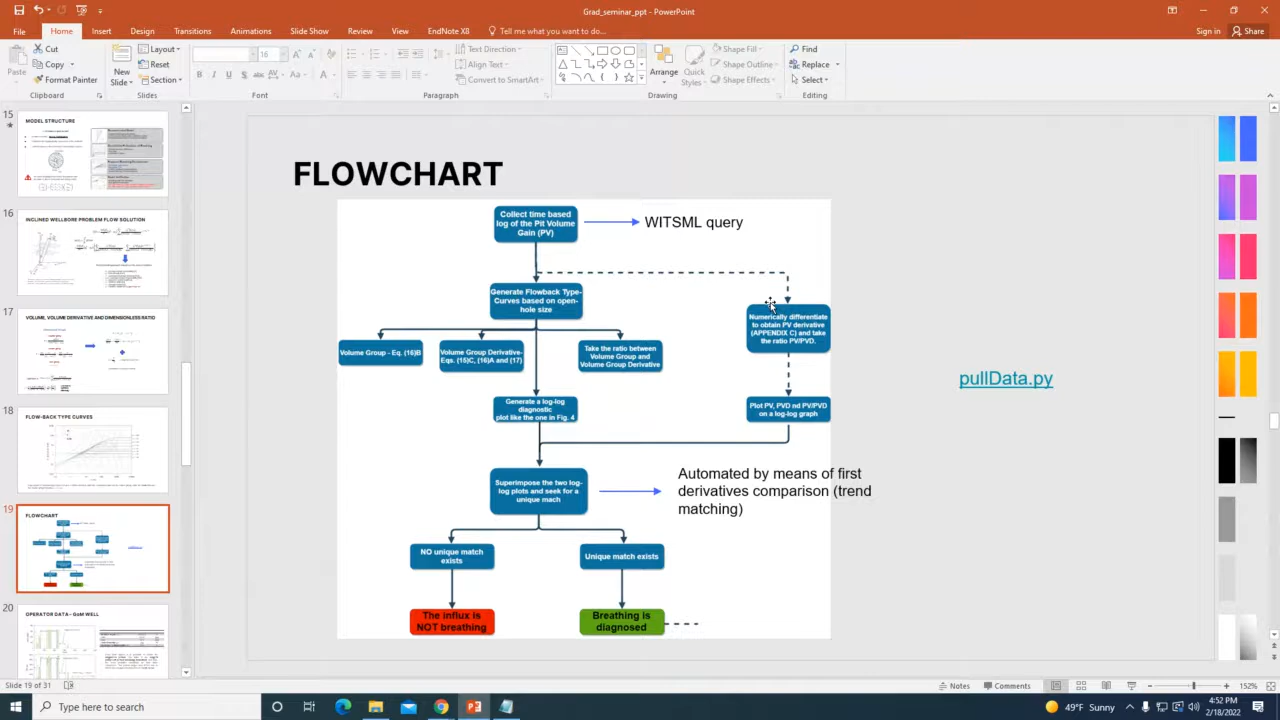 Grad_seminar_ppt - PowerPoint
File
Home
Insert
Design
Transitions
Animations
Slide Show
Review
View
EndNote X8
Tell me what you want to do...
Sign in
Share
Paste
Cut
Copy
Format Painter
Clipboard
New
Slide
Layout
Reset
Section
Slides
16
Font
Text Direction
Align Text
Convert to SmartArt
Paragraph
Arrange
Quick
Styles
Shape Fill
Shape Outline
Shape Effects
Drawing
Find
Replace
Select
Editing
15
MODEL STRUCTURE
16
INCLINED WELLBORE PROBLEM FLOW SOLUTION
17
VOLUME, VOLUME DERIVATIVE AND DIMENSIONLESS RATIO
18
FLOW-BACK TYPE CURVES
19
FLOWCHART
20
OPERATOR DATA - GoM WELL
FLOWCHART
Collect time based
log of the Pit Volume
Gain (PV)
WITSML query
Generate Flowback Type-
Curves based on open-
hole size
Numerically differentiate
to obtain PV derivative
(APPENDIX C) and take
the ratio PV/PVD.
Volume Group - Eq. (16)B
Volume Group Derivative-
Eqs. (15)C, (16)A and (17)
Take the ratio between
Volume Group and
Volume Group Derivative
pullData.py
Generate a log-log
diagnostic
plot like the one in Fig. 4
Plot PV, PVD nd PV/PVD
on a log-log graph
Superimpose the two log-
log plots and seek for a
unique mach
Automated by means of first
derivatives comparison (trend
matching)
NO unique match
exists
Unique match exists
The influx is
NOT breathing
Breathing is
diagnosed
Slide 19 of 31
Notes
Comments
152%
Type here to search
49°F Sunny
4:52 PM
2/18/2022